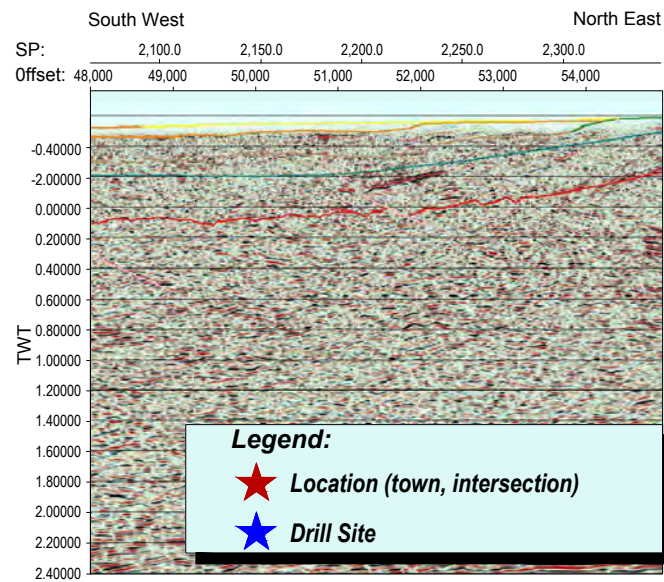 South West North East
SP: 2,100.0 2,150.0 2,200.0 2,250.0 2,300.0
0ffset: 48,000 49,000 50,000 51,000 52,000 53,000 54,000
-0.40000
-2.00000
0.00000
0.20000
0.40000
0.60000
0.80000
TWT
1.00000
1.20000
1.40000
1.60000
1.80000
2.00000
2.20000
2.40000
Legend:
Location (town, intersection)
Drill Site